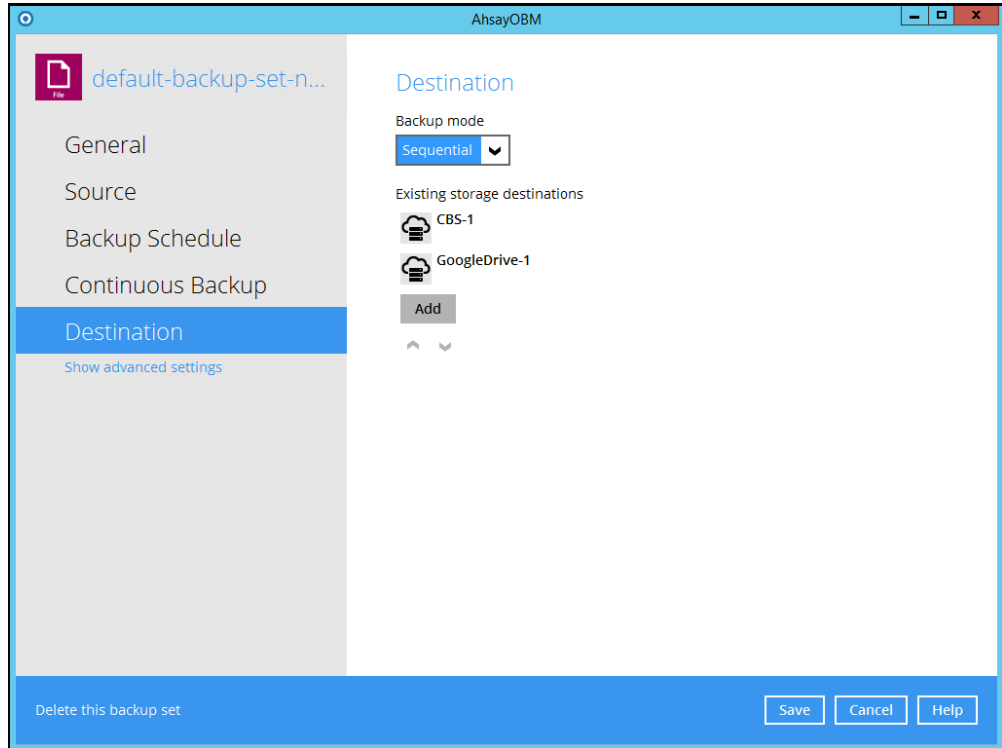 AhsayOBM
File
default-backup-set-n...
General
Source
Backup Schedule
Continuous Backup
Destination
Show advanced settings
Destination
Backup mode
Sequential
Existing storage destinations
CBS-1
GoogleDrive-1
Add
Delete this backup set
Save Cancel Help